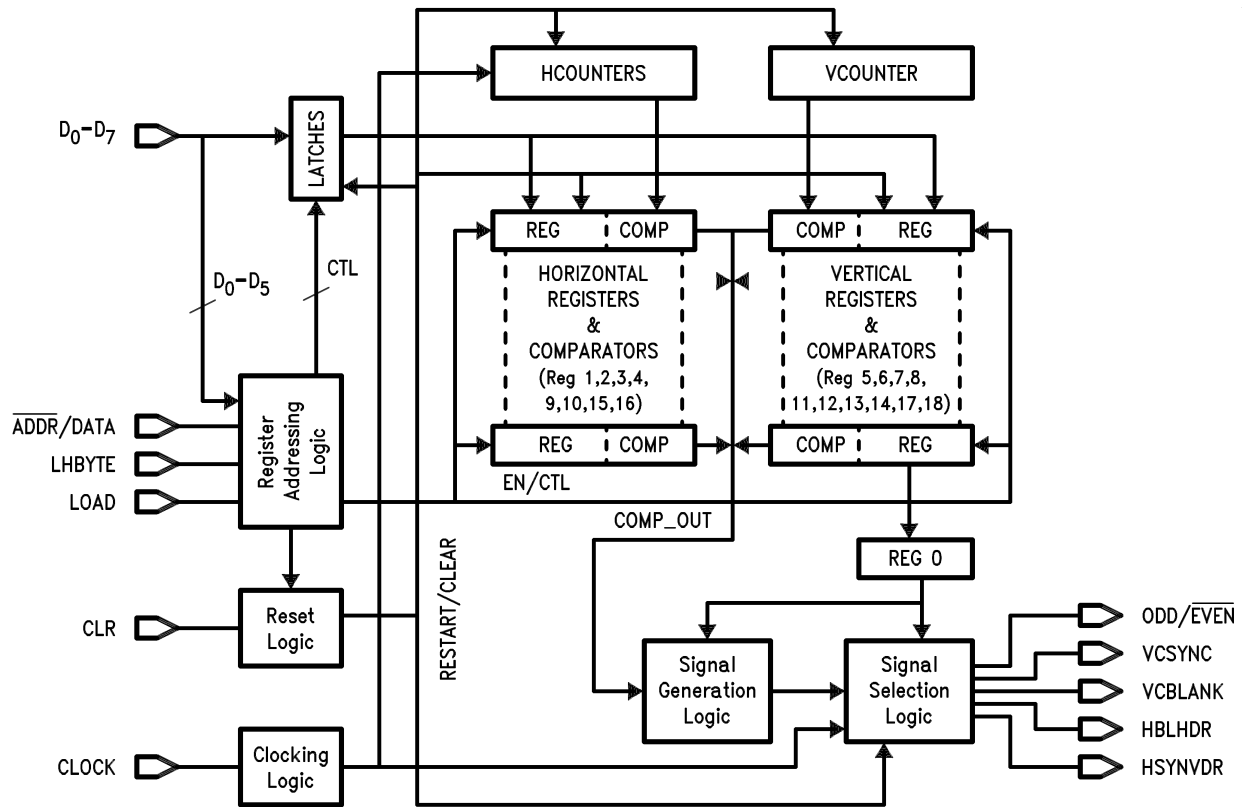 HCOUNTERS
VCOUNTER
D0-D7
LATCHES
REG
COMP
COMP
REG
D0-D5
CTL
HORIZONTAL
REGISTERS
&
COMPARATORS
(Reg 1,2,3,4,
9,10,15,16)
VERTICAL
REGISTERS
&
COMPARATORS
(Reg 5,6,7,8,
11,12,13,14,17,18)
ADDR/DATA
LHBYTE
LOAD
Register
Addressing
Logic
REG
COMP
COMP
REG
EN/CTL
COMP_OUT
RESTART/CLEAR
REG 0
CLR
Reset
Logic
Signal
Generation
Logic
Signal
Selection
Logic
ODD/EVEN
VCSYNC
VCBLANK
HBLHDR
HSYNVDR
CLOCK
Clocking
Logic